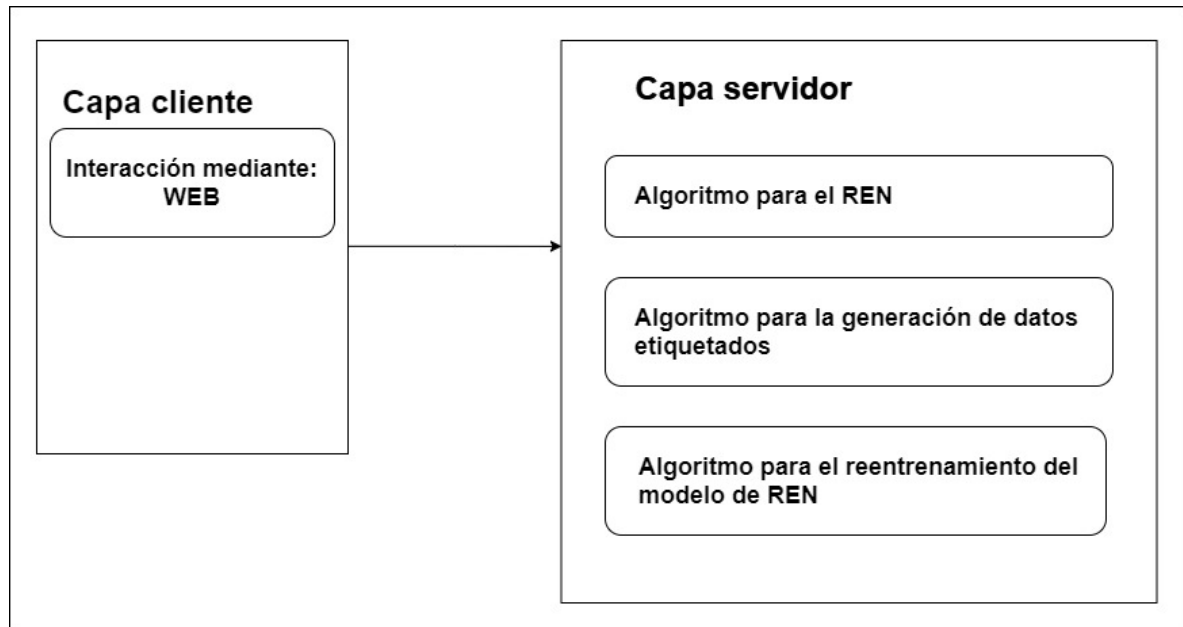 Capa cliente
Interacción mediante:
WEB
Capa servidor
Algoritmo para el REN
Algoritmo para la generación de datos
etiquetados
Algoritmo para el reentrenamiento del
modelo de REN